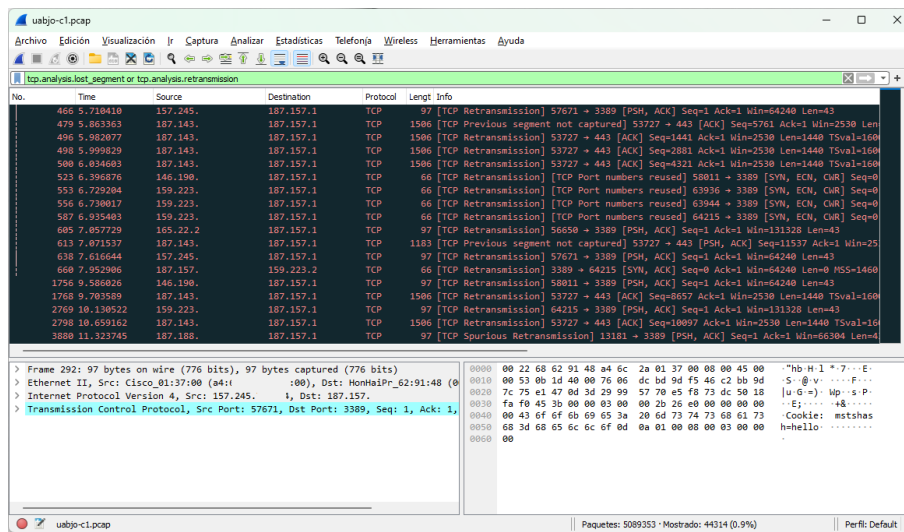 uabjo-c1.pcap
Archivo Edición Visualización Ir Captura Analizar Estadísticas Telefonía Wireless Herramientas Ayuda
tcp.analysis.lost_segment or tcp.analysis.retransmission
No. Time Source Destination Protocol Lengt Info
466 5.710410 157.245. 187.157.1 TCP 97 [TCP Retransmission] 57671 → 3389 [PSH, ACK] Seq=1 Ack=1 Win=64240 Len=43
479 5.863363 187.143. 187.157.1 TCP 1506 [TCP Previous segment not captured] 53727 → 443 [ACK] Seq=5761 Ack=1 Win=2530 Len
496 5.982077 187.143. 187.157.1 TCP 1506 [TCP Retransmission] 53727 → 443 [ACK] Seq=1441 Ack=1 Win=2530 Len=1440 TSval=160
498 5.999829 187.143. 187.157.1 TCP 1506 [TCP Retransmission] 53727 → 443 [ACK] Seq=2881 Ack=1 Win=2530 Len=1440 TSval=160
500 6.034603 187.143. 187.157.1 TCP 1506 [TCP Retransmission] 53727 → 443 [ACK] Seq=4321 Ack=1 Win=2530 Len=1440 TSval=160
523 6.396876 146.190. 187.157.1 TCP 66 [TCP Retransmission] [TCP Port numbers reused] 58011 → 3389 [SYN, ECN, CWR] Seq=0
553 6.729204 159.223. 187.157.1 TCP 66 [TCP Retransmission] [TCP Port numbers reused] 63936 → 3389 [SYN, ECN, CWR] Seq=0
556 6.730017 159.223. 187.157.1 TCP 66 [TCP Retransmission] [TCP Port numbers reused] 63944 → 3389 [SYN, ECN, CWR] Seq=0
587 6.935403 159.223. 187.157.1 TCP 66 [TCP Retransmission] [TCP Port numbers reused] 64215 → 3389 [SYN, ECN, CWR] Seq=0
605 7.057729 165.22.2 187.157.1 TCP 97 [TCP Retransmission] 56650 → 3389 [PSH, ACK] Seq=1 Ack=1 Win=131328 Len=43
613 7.071537 187.143. 187.157.1 TCP 1183 [TCP Previous segment not captured] 53727 → 443 [PSH, ACK] Seq=11537 Ack=1 Win=25
638 7.616644 157.245. 187.157.1 TCP 97 [TCP Retransmission] 57671 → 3389 [PSH, ACK] Seq=1 Ack=1 Win=64240 Len=43
660 7.952906 187.157. 159.223.2 TCP 66 [TCP Retransmission] 3389 → 64215 [SYN, ACK] Seq=0 Ack=1 Win=64240 Len=0 MSS=1460
1756 9.586026 146.190. 187.157.1 TCP 97 [TCP Retransmission] 58011 → 3389 [PSH, ACK] Seq=1 Ack=1 Win=64240 Len=43
1768 9.703589 187.143. 187.157.1 TCP 1506 [TCP Retransmission] 53727 → 443 [ACK] Seq=8657 Ack=1 Win=2530 Len=1440 TSval=160
2769 10.130522 159.223. 187.157.1 TCP 97 [TCP Retransmission] 64215 → 3389 [PSH, ACK] Seq=1 Ack=1 Win=131328 Len=43
2798 10.659162 187.143. 187.157.1 TCP 1506 [TCP Retransmission] 53727 → 443 [ACK] Seq=10097 Ack=1 Win=2530 Len=1440 TSval=16
3880 11.323745 187.188. 187.157.1 TCP 97 [TCP Spurious Retransmission] 13181 → 3389 [PSH, ACK] Seq=1 Ack=1 Win=66304 Len=4
> Frame 292: 97 bytes on wire (776 bits), 97 bytes captured (776 bits)
> Ethernet II, Src: Cisco_01:37:00 (a4: :00), Dst: HonHaiPr_62:91:48 (0
> Internet Protocol Version 4, Src: 157.245. , Dst: 187.157.
> Transmission Control Protocol, Src Port: 57671, Dst Port: 3389, Seq: 1, Ack: 1,
0000 00 22 68 62 91 48 a4 6c 2a 01 37 00 08 00 45 00 ·"hb·H·l *·7···E·
0010 00 53 0b 1d 40 00 76 06 dc bd 9d f5 46 c2 bb 9d ·S··@·v· ····F···
0020 7c 75 e1 47 0d 3d 29 99 57 70 e5 f8 73 dc 50 18 |u·G·=)· Wp··s·P·
0030 fa f0 45 3b 00 00 03 00 00 2b 26 e0 00 00 00 00 ··E;···· ·+&·····
0040 00 43 6f 6f 6b 69 65 3a 20 6d 73 74 73 68 61 73 ·Cookie: mstshas
0050 68 3d 68 65 6c 6c 6f 0d 0a 01 00 08 00 03 00 00 h=hello· ········
0060 00 ·
uabjo-c1.pcap
Paquetes: 5089353 · Mostrado: 44314 (0.9%)
Perfil: Default